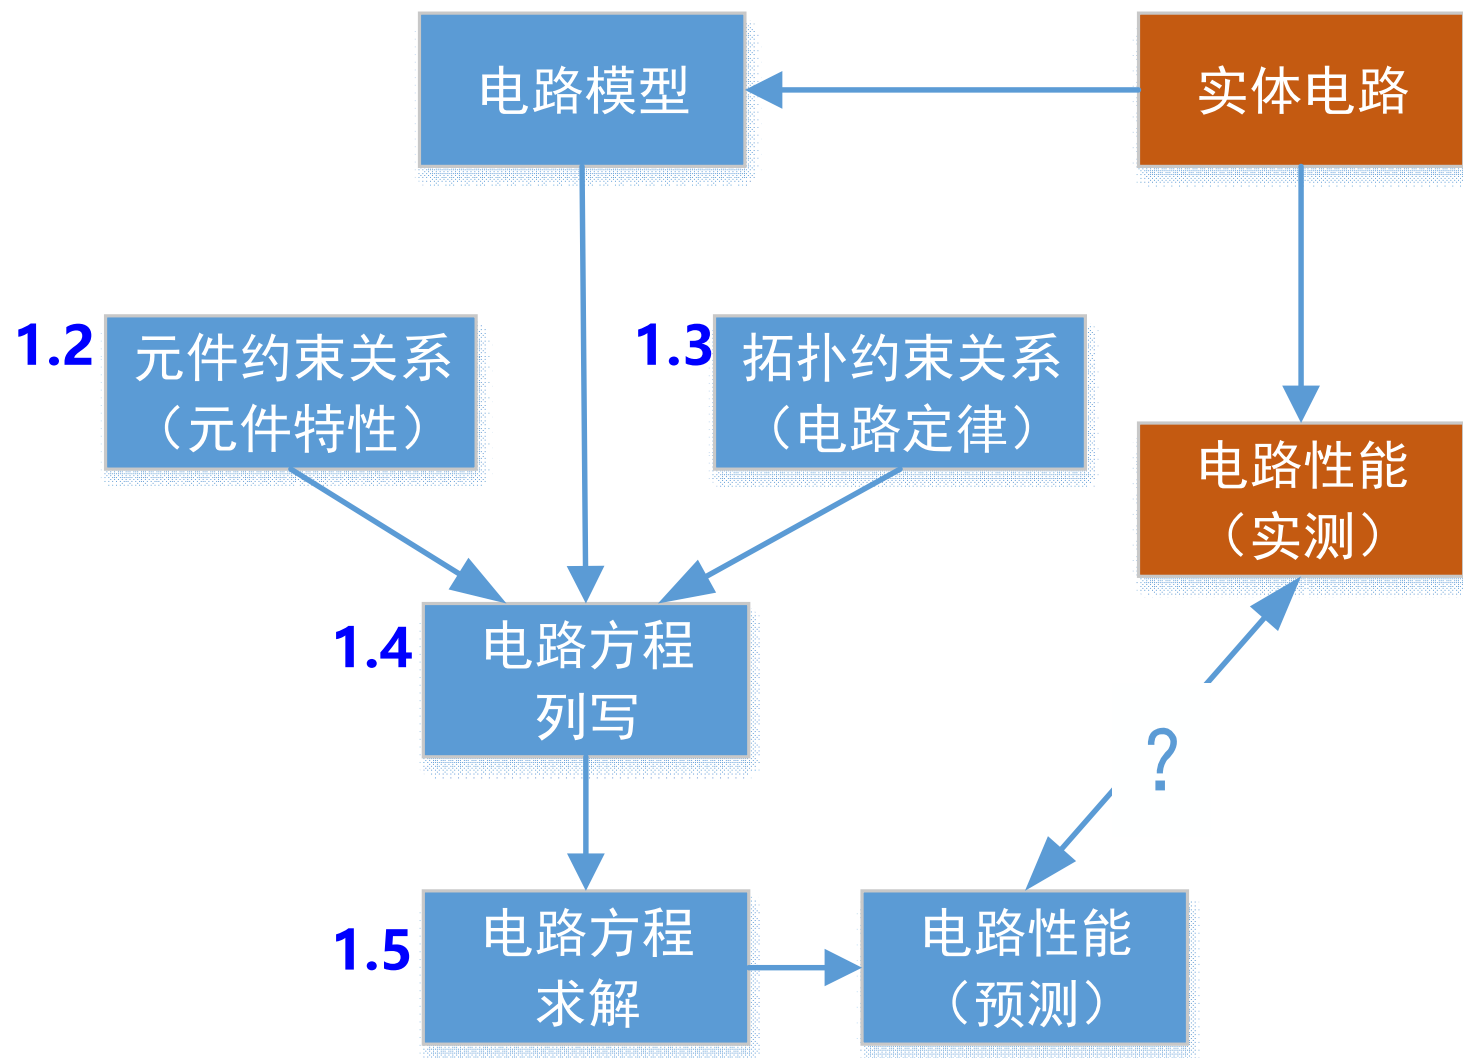 电路模型
实体电路
1.2
元件约束关系
（元件特性）
1.3
拓扑约束关系
（电路定律）
电路性能
（实测）
1.4
电路方程
列写
?
1.5
电路方程
求解
电路性能
（预测）